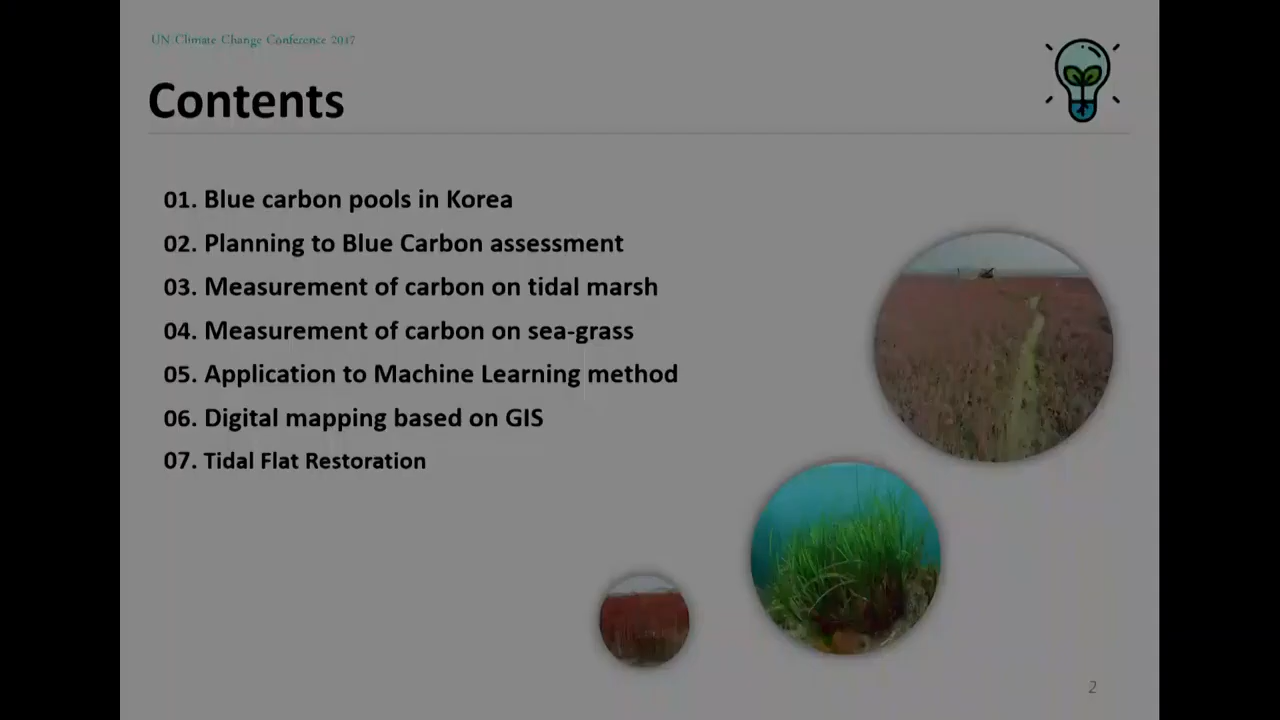 UN Climate Change Conference 2017
Contents
01. Blue carbon pools in Korea
02. Planning to Blue Carbon assessment
03. Measurement of carbon on tidal marsh
04. Measurement of carbon on sea-grass
05. Application to Machine Learning method
06. Digital mapping based on GIS
07. Tidal Flat Restoration
2